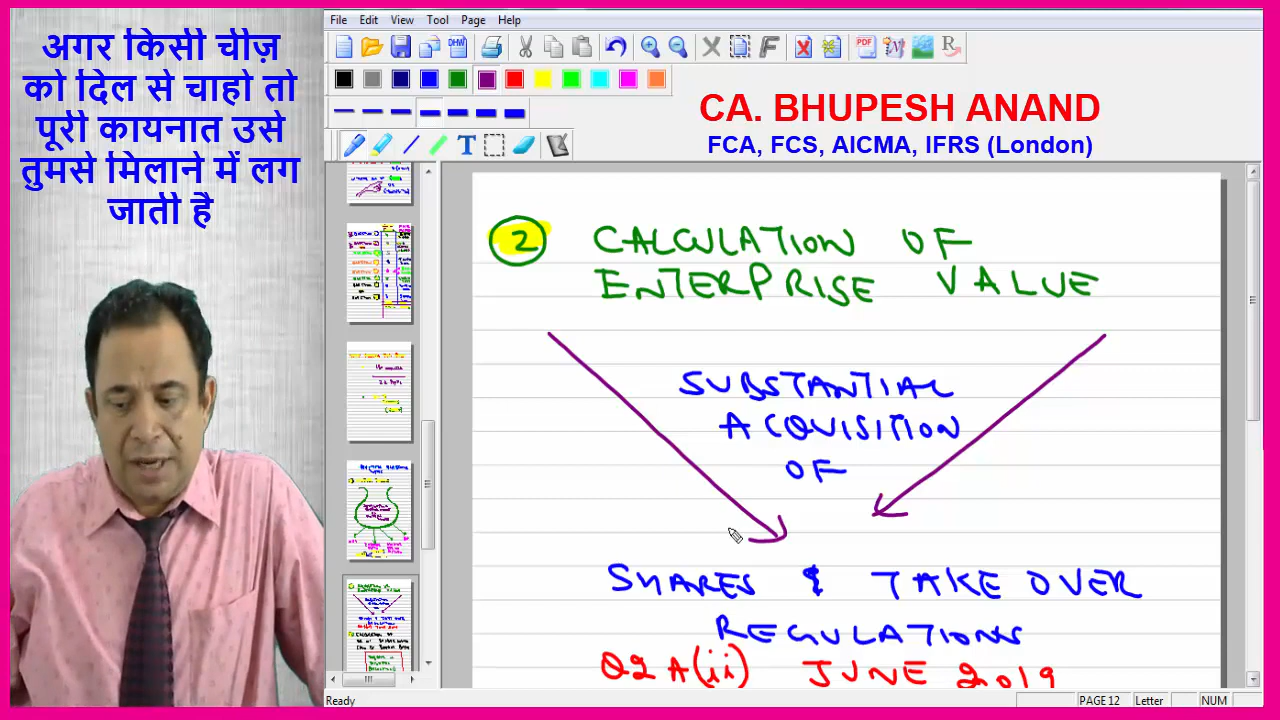 अगर किसी चीज़
को दिल से चाहो तो
पूरी कायनात उसे
तुमसे मिलाने में लग
जाती है
File Edit View Tool Page Help
CA. BHUPESH ANAND
FCA, FCS, AICMA, IFRS (London)
2 CALCULATION OF
ENTERPRISE VALUE
SUBSTANTIAL
ACQUISITION
OF
SHARES & TAKE OVER
REGULATIONS
Q2 A(ii) JUNE 2019
Ready PAGE 12 Letter NUM